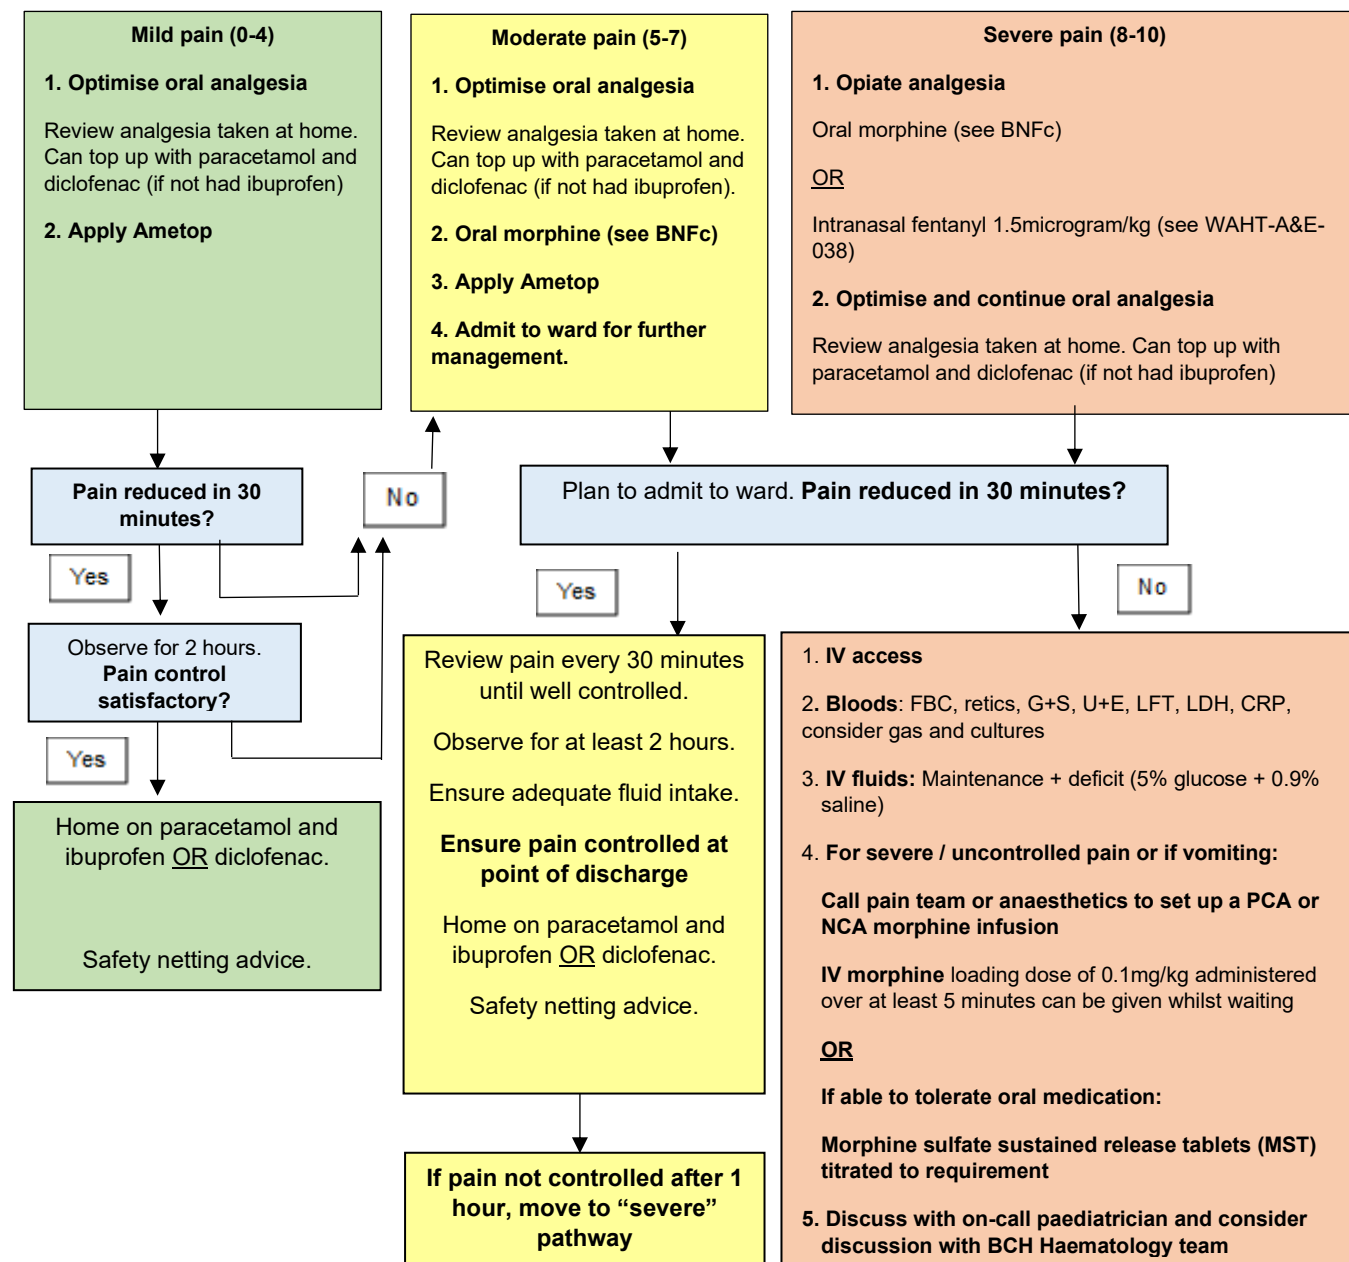 Mild pain (0-4)
1. Optimise oral analgesia
Review analgesia taken at home.
Can top up with paracetamol and
diclofenac (if not had ibuprofen)
2. Apply Ametop
Moderate pain (5-7)
1. Optimise oral analgesia
Review analgesia taken at home.
Can top up with paracetamol and
diclofenac (if not had ibuprofen).
2. Oral morphine (see BNFc)
3. Apply Ametop
4. Admit to ward for further
management.
Severe pain (8-10)
1. Opiate analgesia
Oral morphine (see BNFc)
OR
Intranasal fentanyl 1.5microgram/kg (see WAHT-A&E-
038)
2. Optimise and continue oral analgesia
Review analgesia taken at home. Can top up with
paracetamol and diclofenac (if not had ibuprofen)
Pain reduced in 30
minutes?
No
Yes
Observe for 2 hours.
Pain control
satisfactory?
Yes
Home on paracetamol and
ibuprofen OR diclofenac.
Safety netting advice.
Plan to admit to ward. Pain reduced in 30 minutes?
Yes
No
Review pain every 30 minutes
until well controlled.
Observe for at least 2 hours.
Ensure adequate fluid intake.
Ensure pain controlled at
point of discharge
Home on paracetamol and
ibuprofen OR diclofenac.
Safety netting advice.
If pain not controlled after 1
hour, move to “severe”
pathway
1. IV access
2. Bloods: FBC, retics, G+S, U+E, LFT, LDH, CRP,
consider gas and cultures
3. IV fluids: Maintenance + deficit (5% glucose + 0.9%
saline)
4. For severe / uncontrolled pain or if vomiting:
Call pain team or anaesthetics to set up a PCA or
NCA morphine infusion
IV morphine loading dose of 0.1mg/kg administered
over at least 5 minutes can be given whilst waiting
OR
If able to tolerate oral medication:
Morphine sulfate sustained release tablets (MST)
titrated to requirement
5. Discuss with on-call paediatrician and consider
discussion with BCH Haematology team